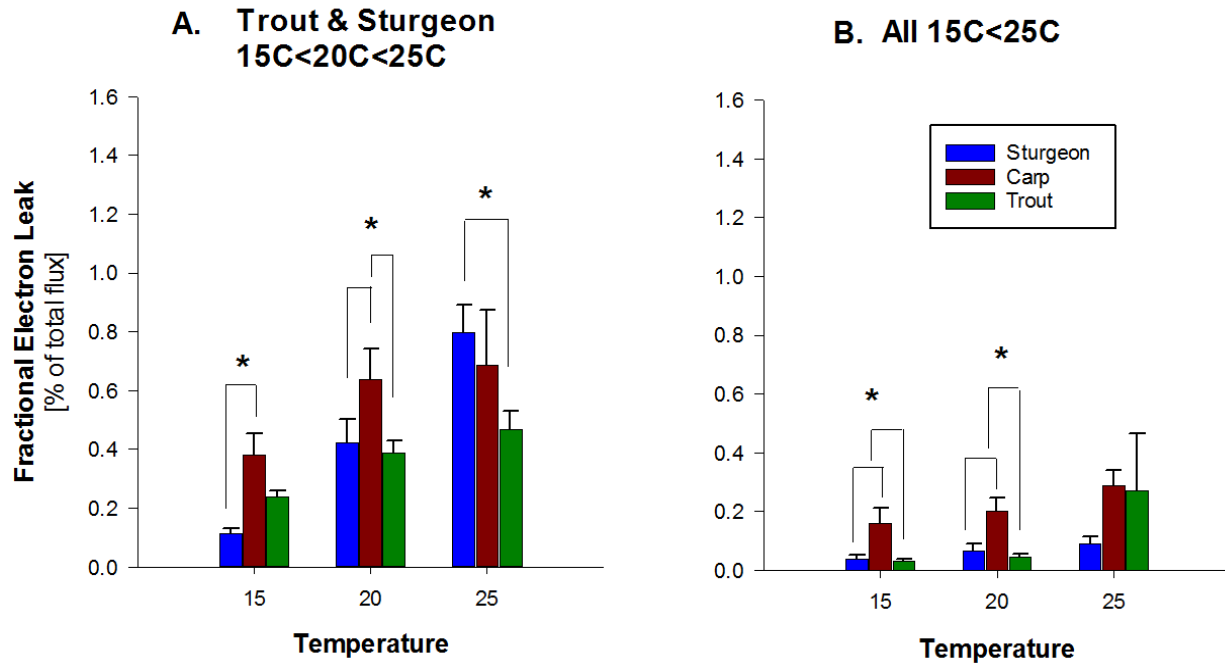 A. Trout & Sturgeon
15C<20C<25C
Fractional Electron Leak
[% of total flux]
1.6
1.4
1.2
1.0
0.8
0.6
0.4
0.2
0.0
*
*
*
15
20
25
Temperature
B. All 15C<25C
1.6
1.4
1.2
1.0
0.8
0.6
0.4
0.2
0.0
Sturgeon
Carp
Trout
*
*
15
20
25
Temperature